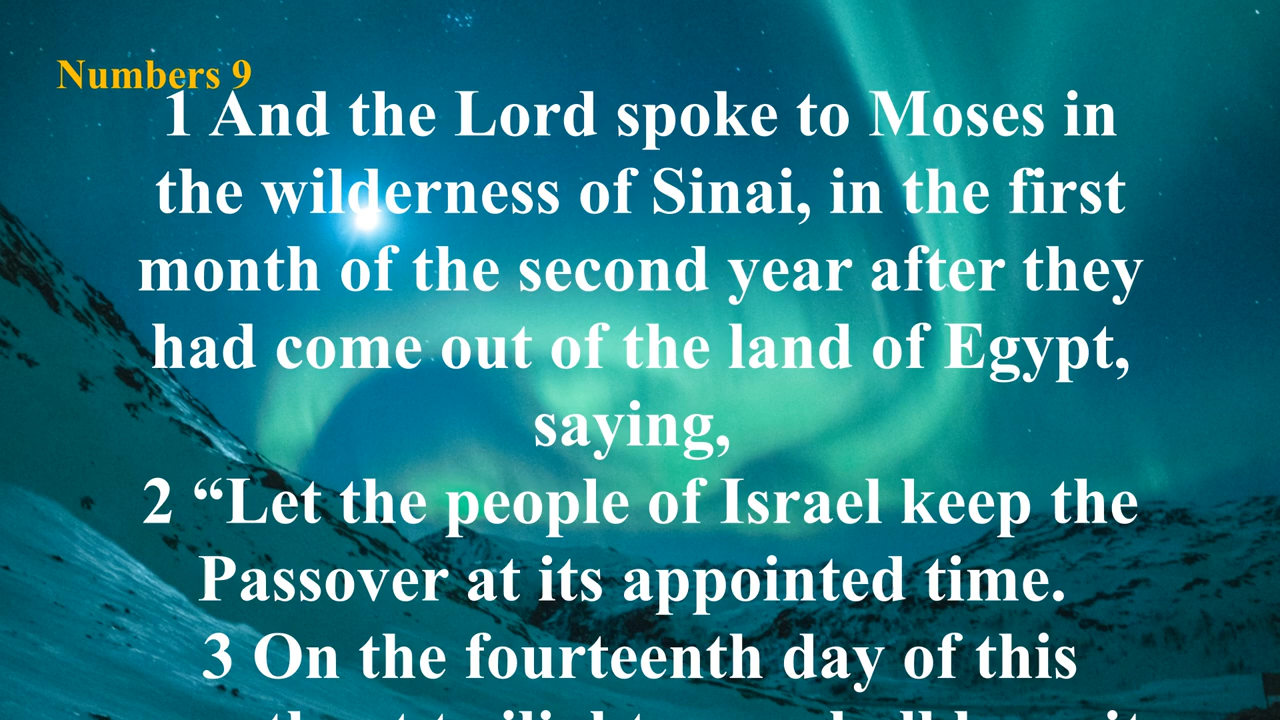 Numbers 9
1 And the Lord spoke to Moses in
the wilderness of Sinai, in the first
month of the second year after they
had come out of the land of Egypt,
saying,
2 “Let the people of Israel keep the
Passover at its appointed time.
3 On the fourteenth day of this